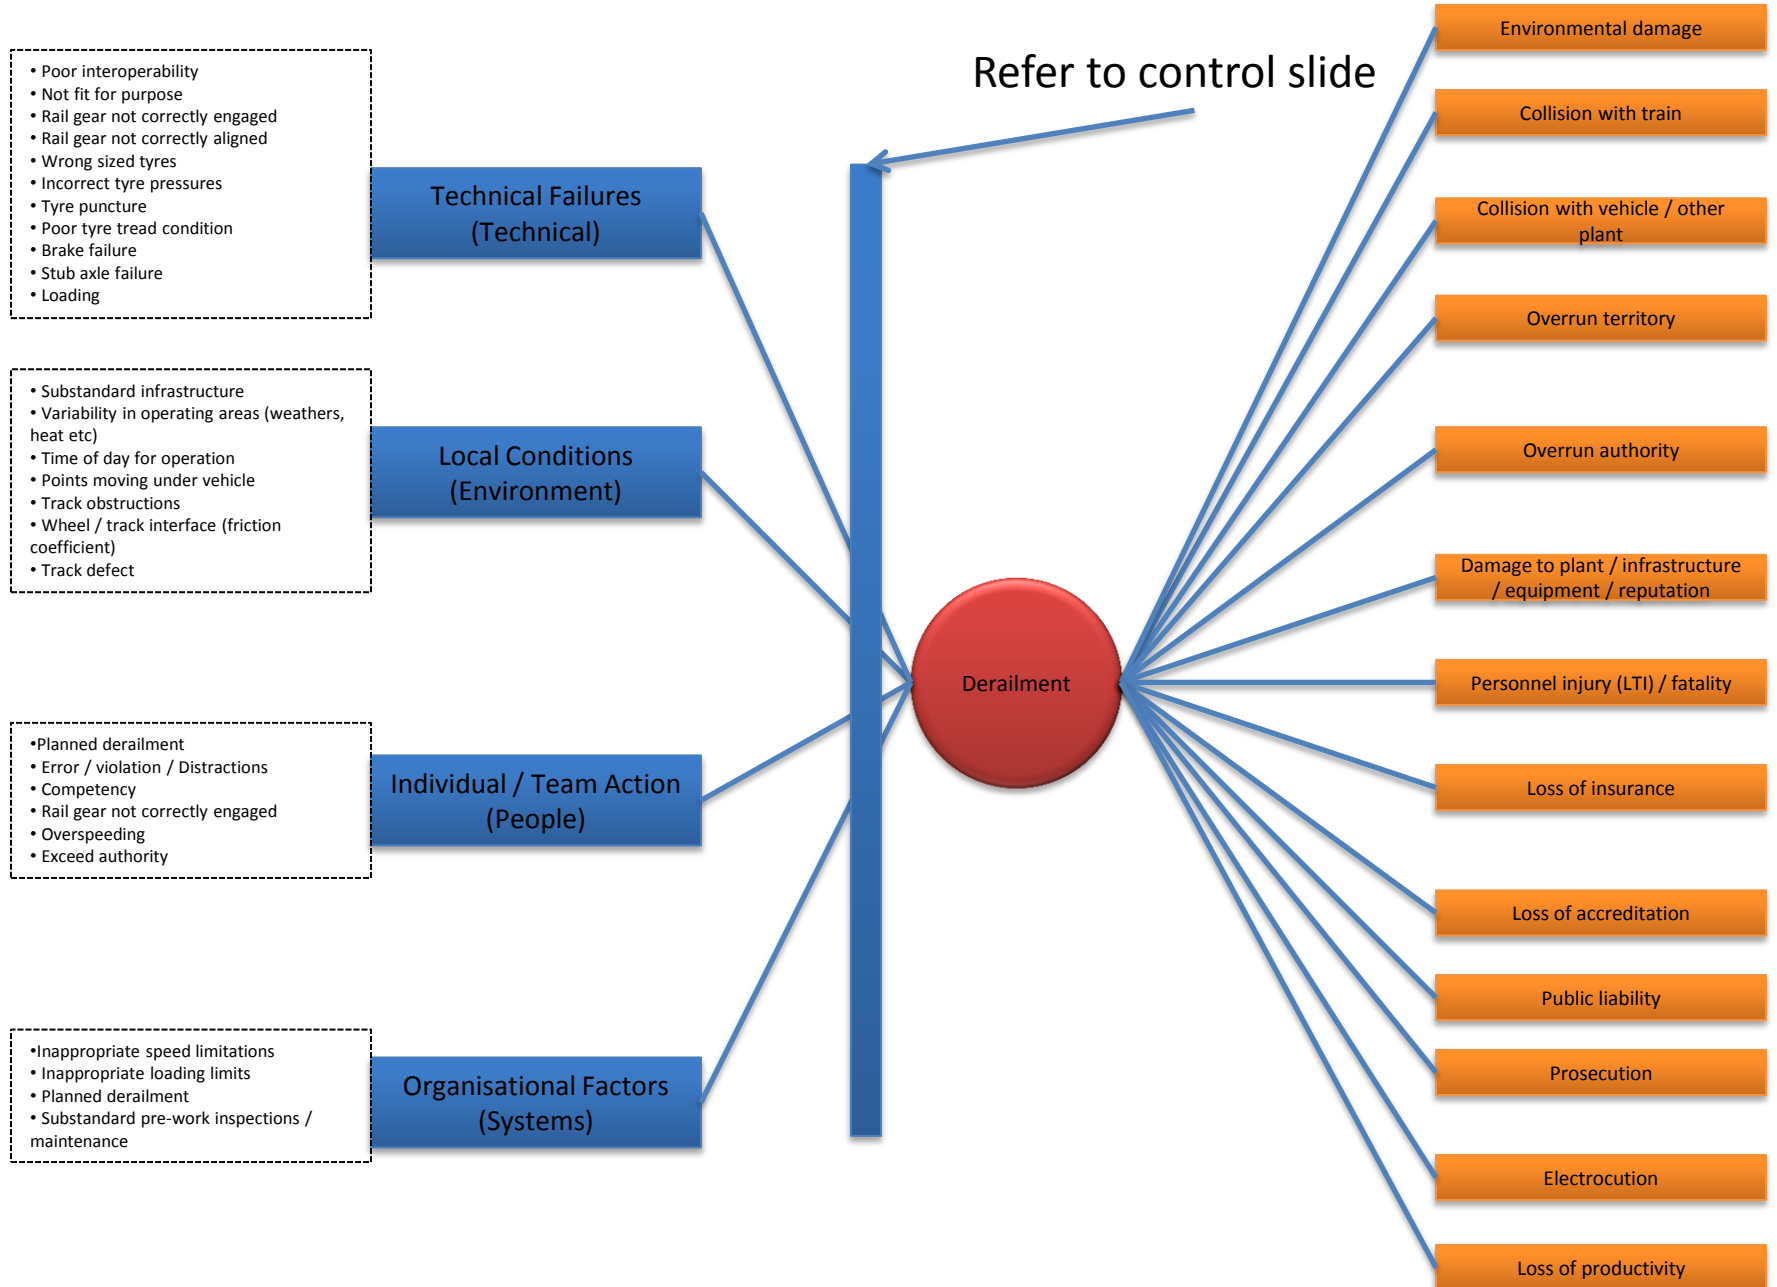 Refer to control slide
• Poor interoperability
• Not fit for purpose
• Rail gear not correctly engaged
• Rail gear not correctly aligned
• Wrong sized tyres
• Incorrect tyre pressures
• Tyre puncture
• Poor tyre tread condition
• Brake failure
• Stub axle failure
• Loading
Technical Failures
(Technical)
• Substandard infrastructure
• Variability in operating areas (weathers,
heat etc)
• Time of day for operation
• Points moving under vehicle
• Track obstructions
• Wheel / track interface (friction
coefficient)
• Track defect
Local Conditions
(Environment)
•Planned derailment
• Error / violation / Distractions
• Competency
• Rail gear not correctly engaged
• Overspeeding
• Exceed authority
Individual / Team Action
(People)
•Inappropriate speed limitations
• Inappropriate loading limits
• Planned derailment
• Substandard pre-work inspections /
maintenance
Organisational Factors
(Systems)
Derailment
Environmental damage
Collision with train
Collision with vehicle / other
plant
Overrun territory
Overrun authority
Damage to plant / infrastructure
/ equipment / reputation
Personnel injury (LTI) / fatality
Loss of insurance
Loss of accreditation
Public liability
Prosecution
Electrocution
Loss of productivity